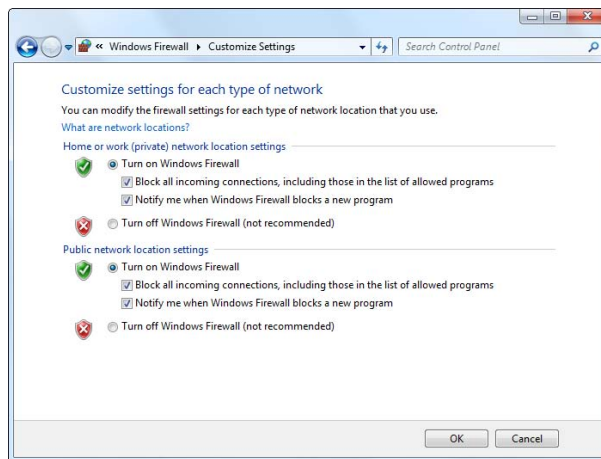 « Windows Firewall ▸ Customize Settings
Search Control Panel
Customize settings for each type of network
You can modify the firewall settings for each type of network location that you use.
What are network locations?
Home or work (private) network location settings
Turn on Windows Firewall
Block all incoming connections, including those in the list of allowed programs
Notify me when Windows Firewall blocks a new program
Turn off Windows Firewall (not recommended)
Public network location settings
Turn on Windows Firewall
Block all incoming connections, including those in the list of allowed programs
Notify me when Windows Firewall blocks a new program
Turn off Windows Firewall (not recommended)
OK Cancel